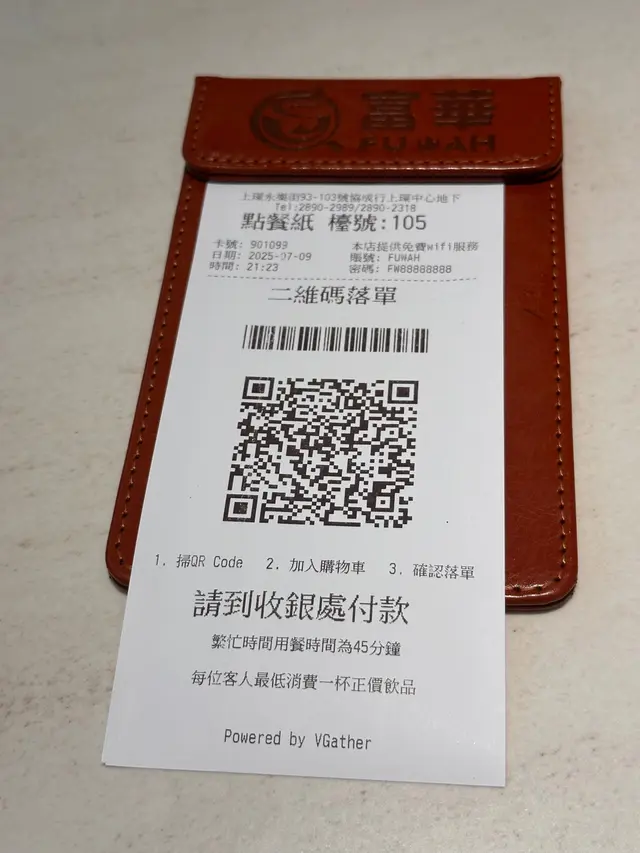 富華
FUWAH
上環永樂街93-103號協成行上環中心地下
Tel:2890-2989/2890-2318
點餐紙 檯號:105
卡號: 901099 本店提供免費wifi服務
日期: 2025-07-09 賬號: FUWAH
時間: 21:23 密碼: FW88888888
二維碼落單
1. 掃QR Code 2. 加入購物車 3. 確認落單
請到收銀處付款
繁忙時間用餐時間為45分鐘
每位客人最低消費一杯正價飲品
Powered by VGather